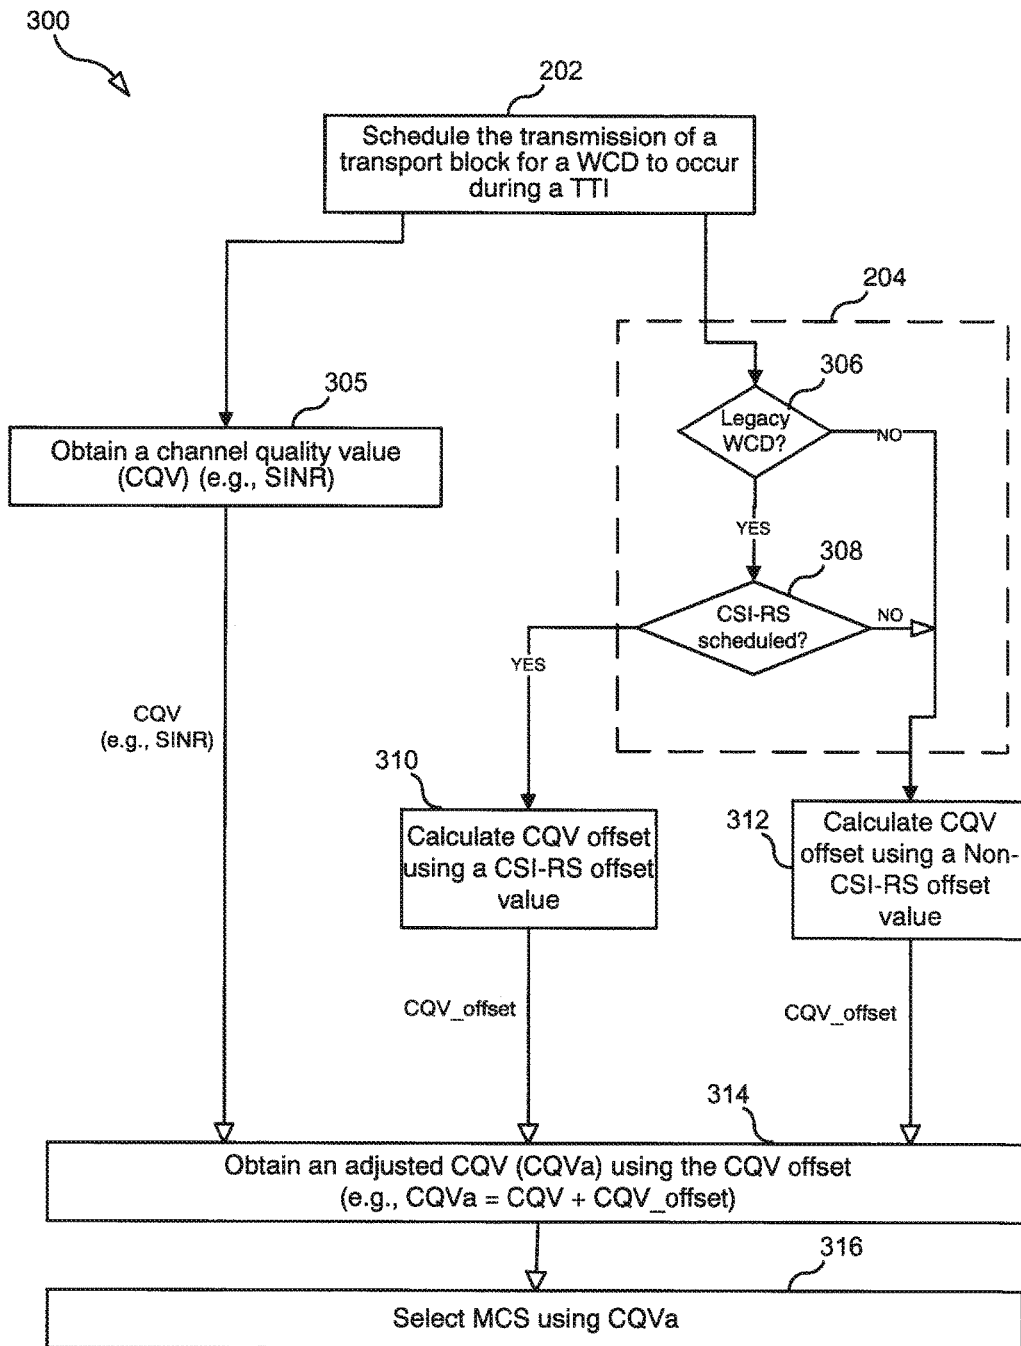 300
202
Schedule the transmission of a
transport block for a WCD to occur
during a TTI
204
305
Obtain a channel quality value
(CQV) (e.g., SINR)
306
Legacy
WCD?
NO
YES
308
CSI-RS
scheduled?
NO
YES
CQV
(e.g., SINR)
310
Calculate CQV offset
using a CSI-RS offset
value
312
Calculate CQV
offset using a Non-
CSI-RS offset
value
CQV_offset
CQV_offset
314
Obtain an adjusted CQV (CQVa) using the CQV offset
(e.g., CQVa = CQV + CQV_offset)
316
Select MCS using CQVa